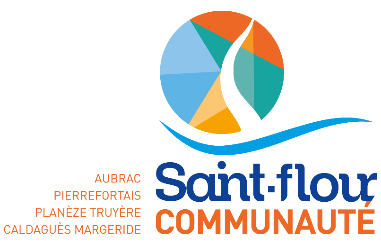 Saint-flour
COMMUNAUTÉ
AUBRAC
PIERREFORTAIS
PLANÈZE TRUYÈRE
CALDAGUÈS MARGERIDE